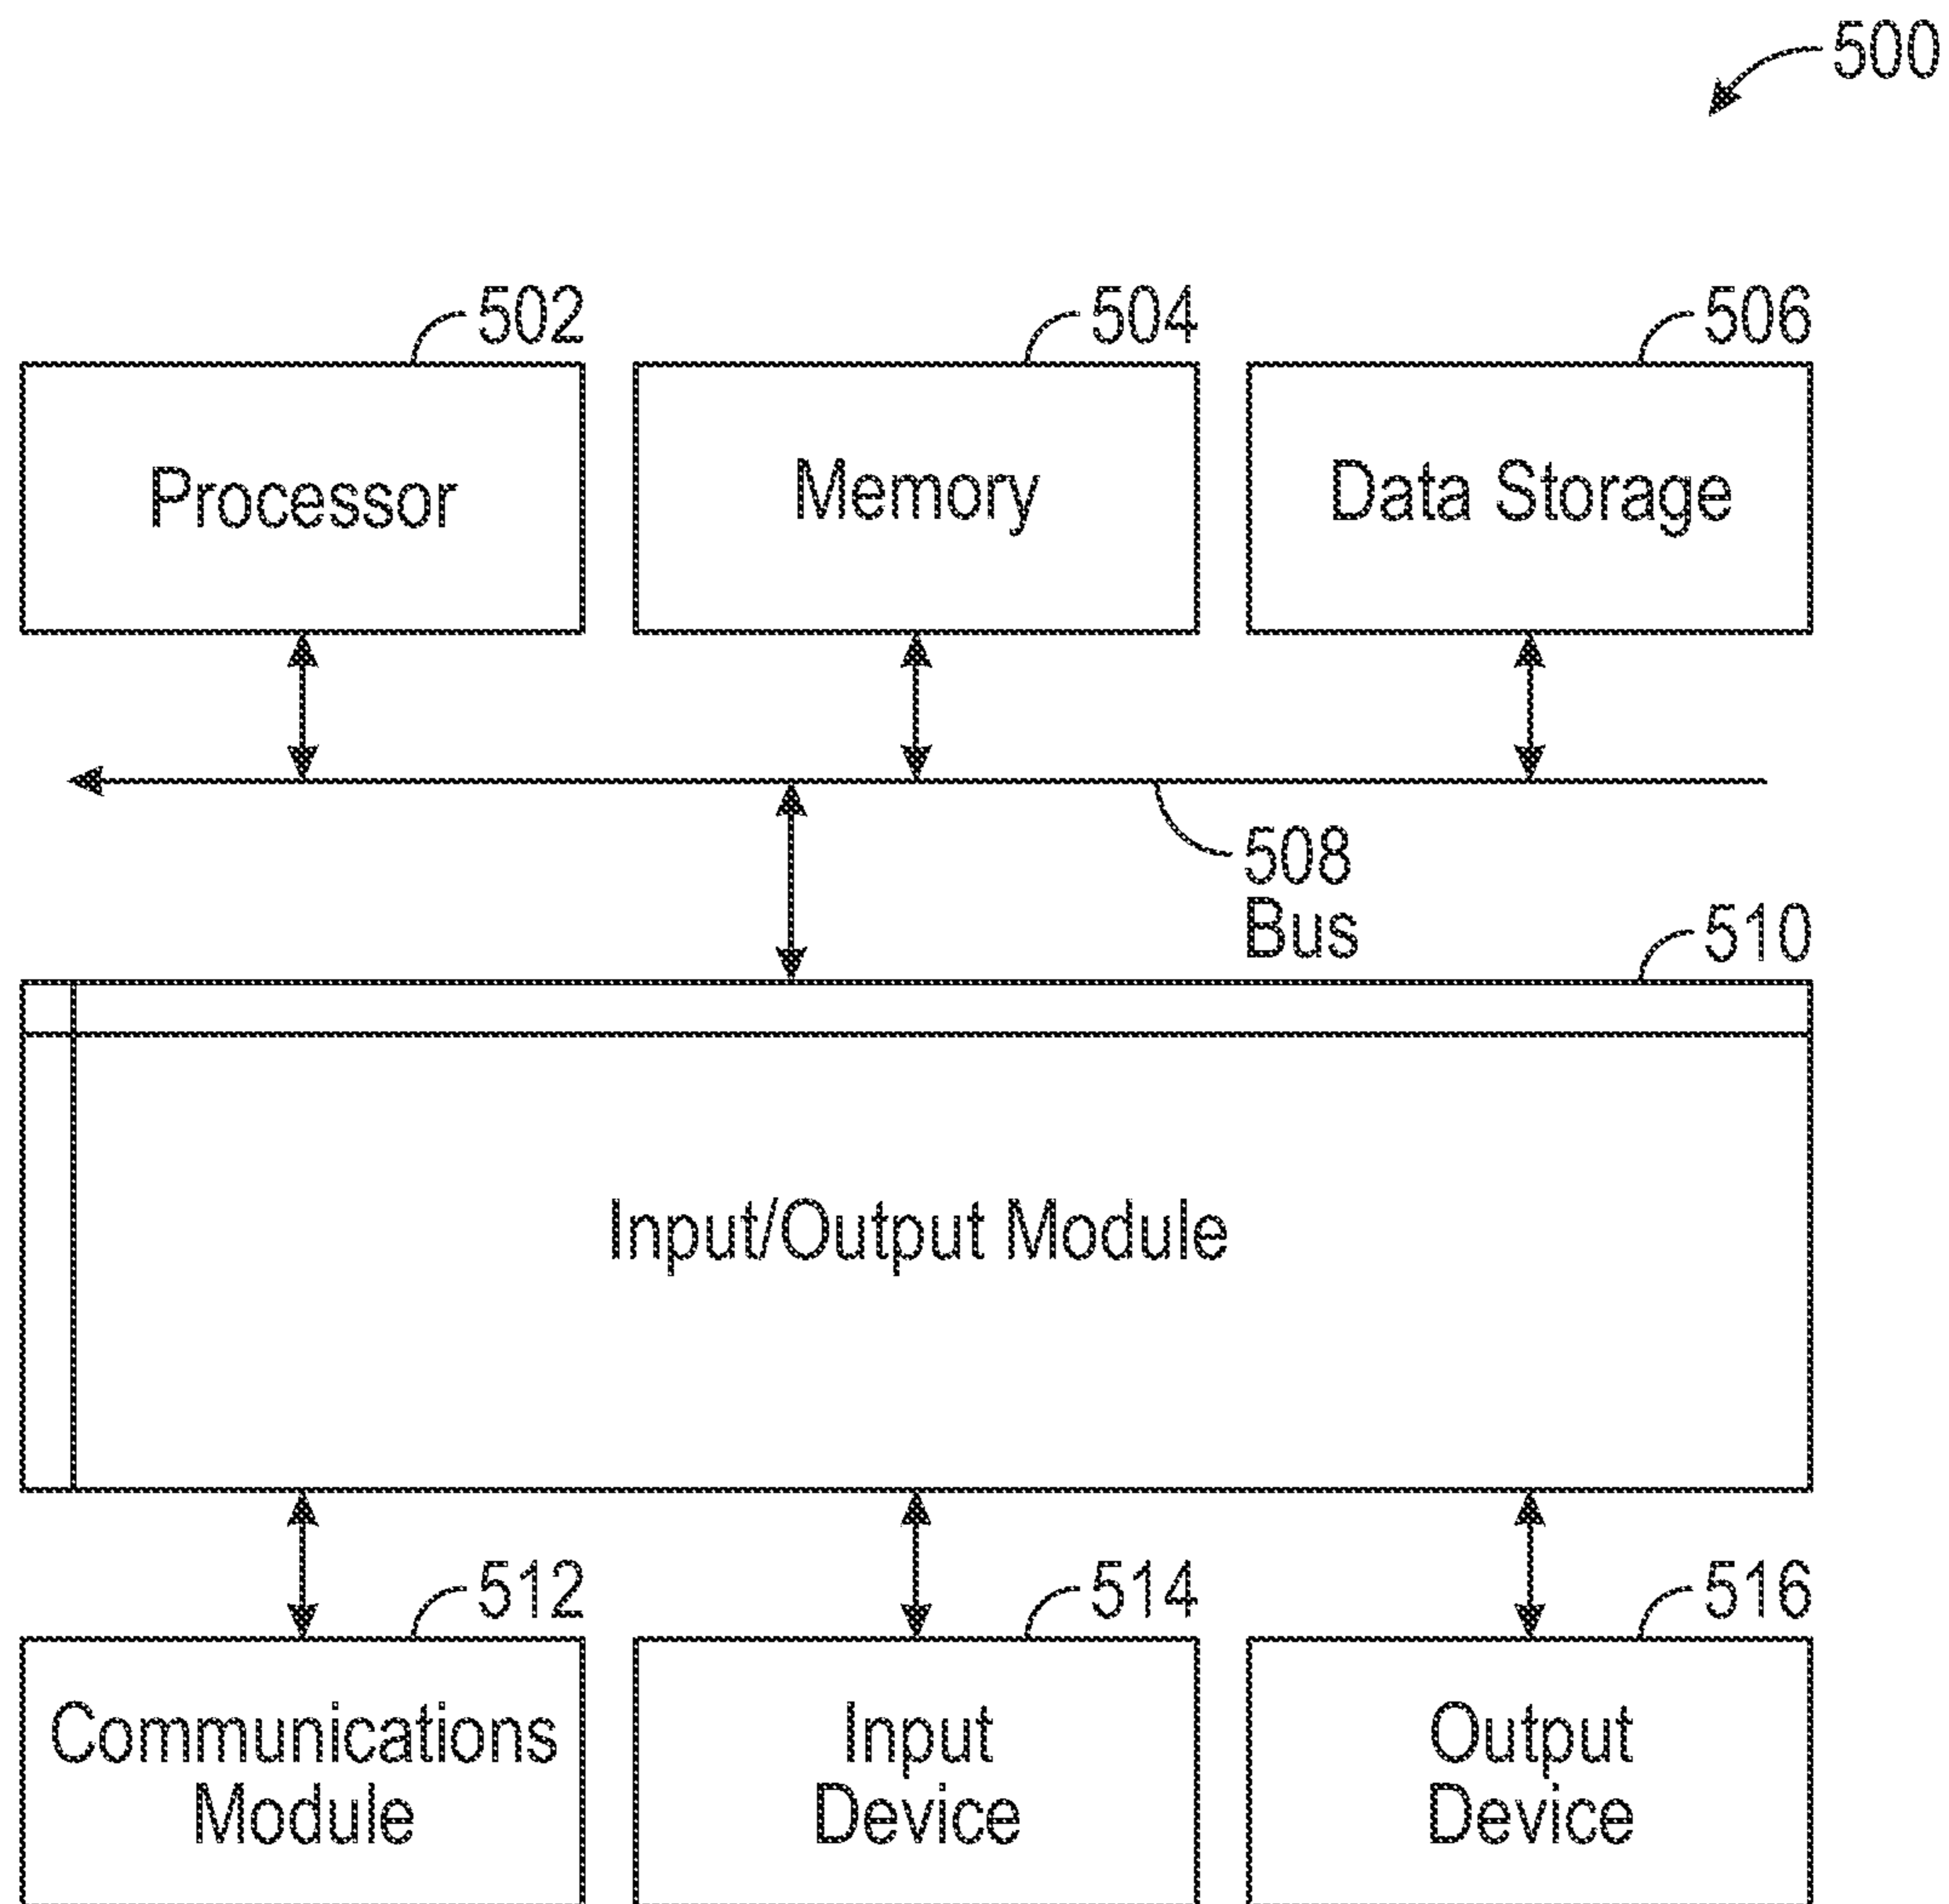 500
502
504
506
Processor
Memory
Data Storage
508
Bus
510
Input/Output Module
512
514
516
Communications
Module
Input
Device
Output
Device